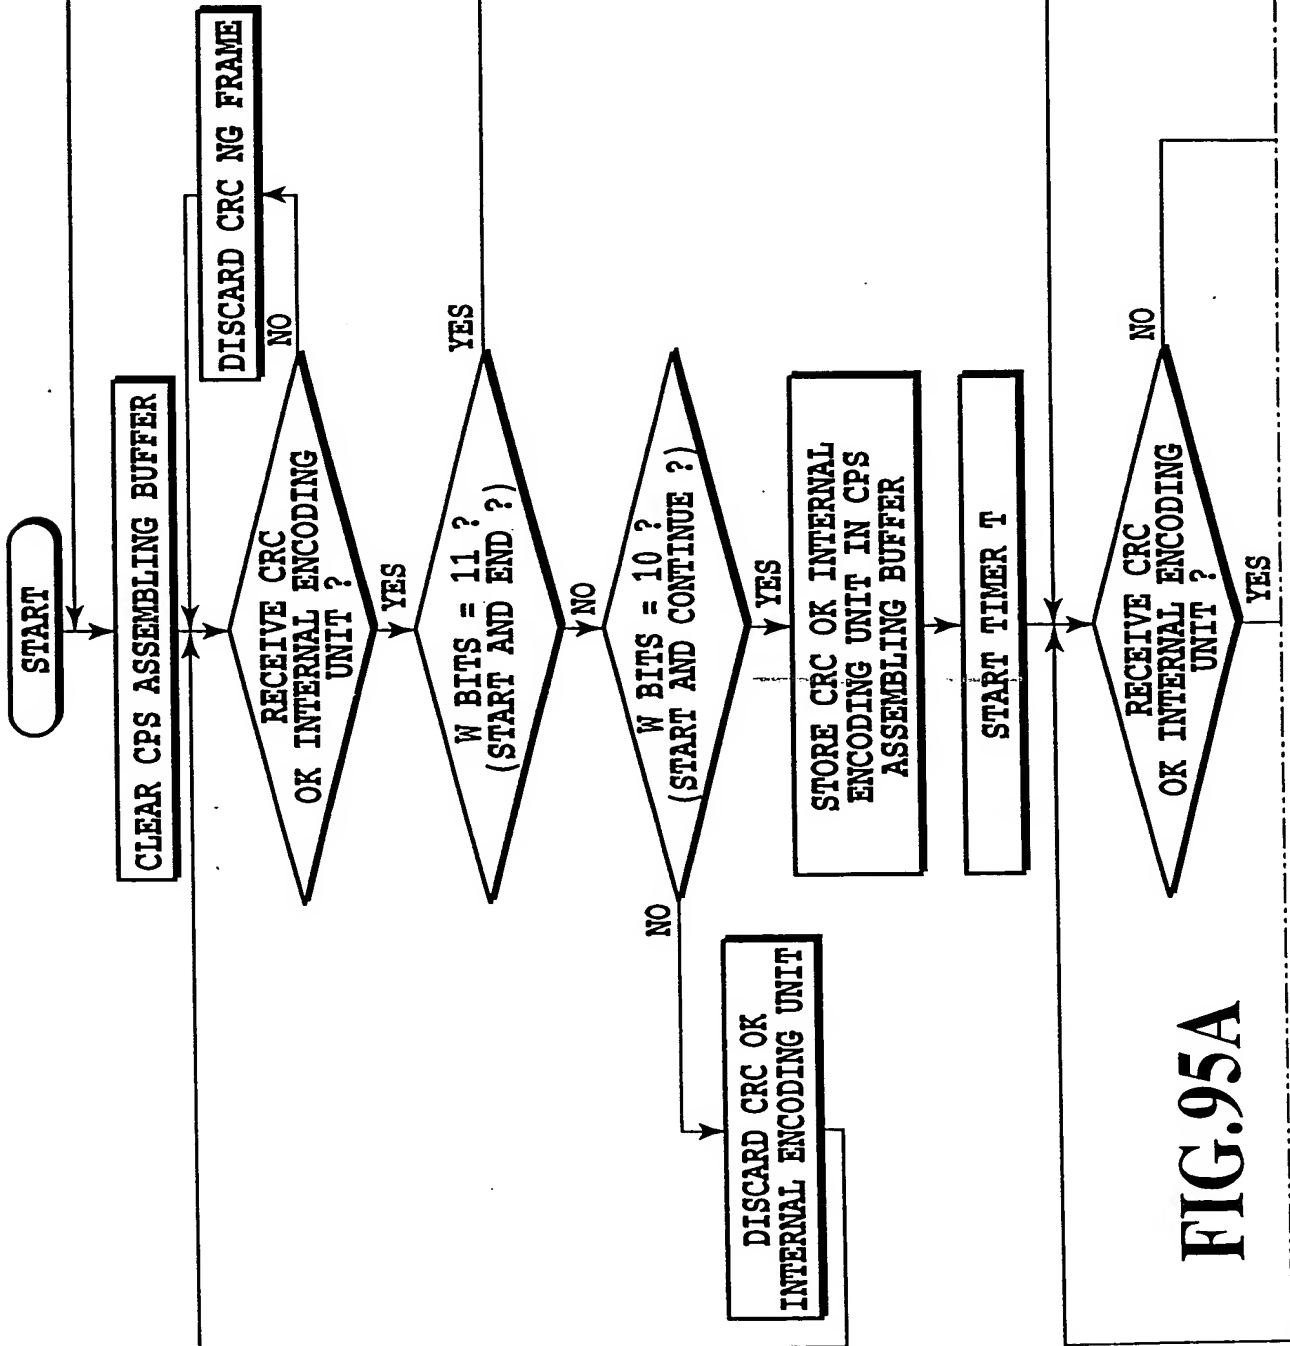 START
CLEAR CPS ASSEMBLING BUFFER
DISCARD CRC NG FRAME
RECEIVE CRC
OK INTERNAL ENCODING
UNIT ?
NO
YES
W BITS = 11 ?
(START AND END ?)
YES
NO
W BITS = 10 ?
(START AND CONTINUE ?)
NO
YES
DISCARD CRC OK
INTERNAL ENCODING UNIT
STORE CRC OK INTERNAL
ENCODING UNIT IN CPS
ASSEMBLING BUFFER
START TIMER T
RECEIVE CRC
OK INTERNAL ENCODING
UNIT ?
NO
YES
FIG.95A